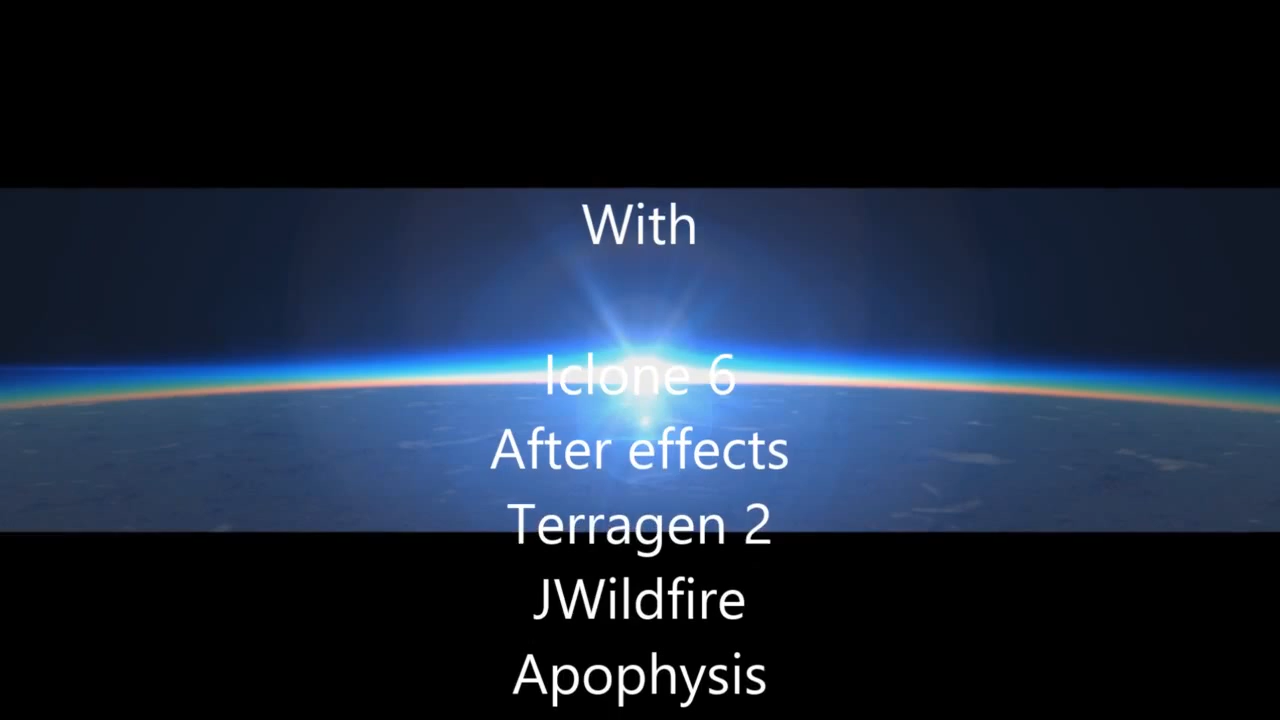 With
Iclone 6
After effects
Terragen 2
JWildfire
Apophysis